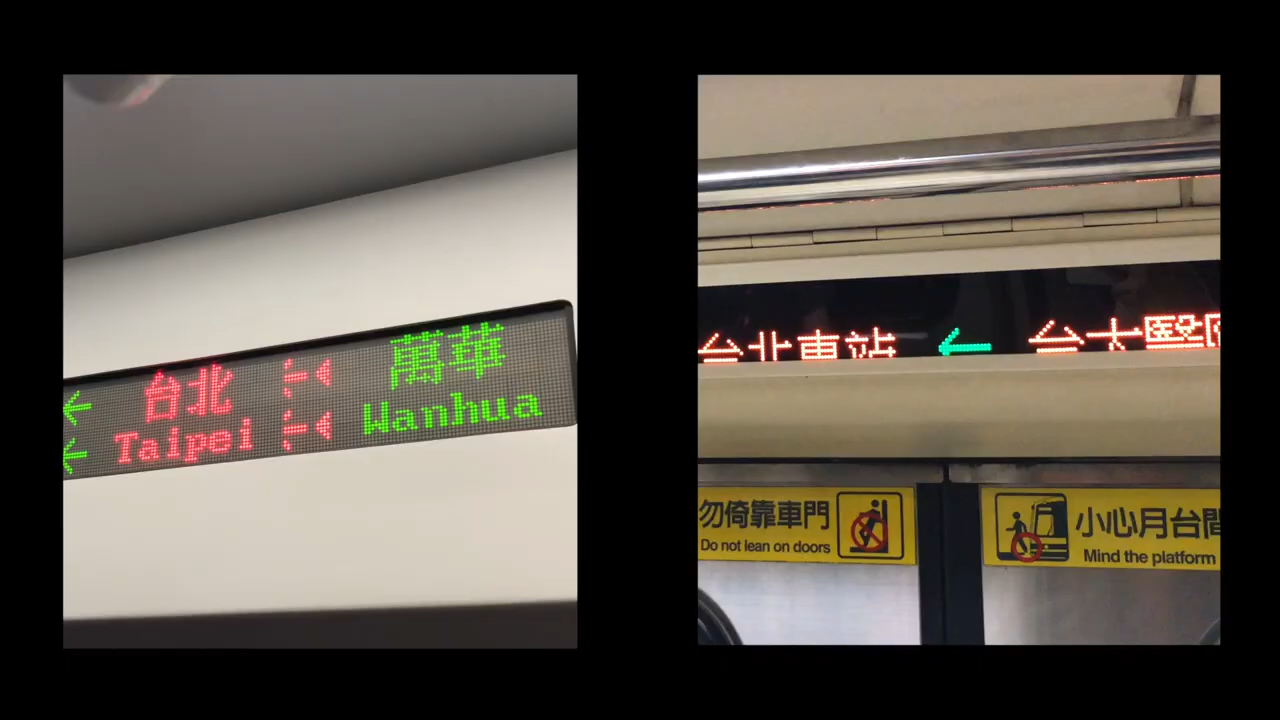 ← 台北 萬華
← Taipei Wanhua
台北車站 ← 台大醫
勿倚靠車門
Do not lean on doors
小心月台間
Mind the platform